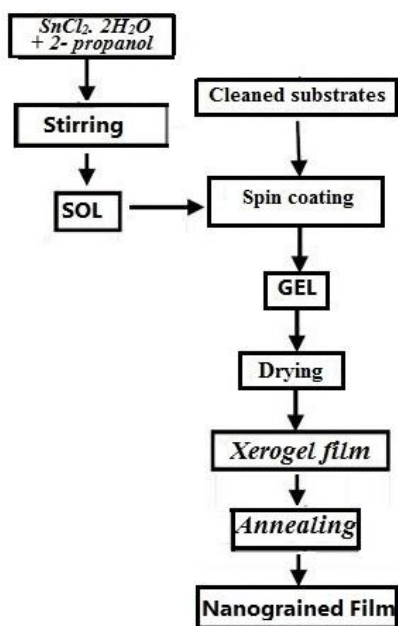 SnCl2. 2H2O
+ 2- propanol
Stirring
SOL
Cleaned substrates
Spin coating
GEL
Drying
Xerogel film
Annealing
Nanograined Film